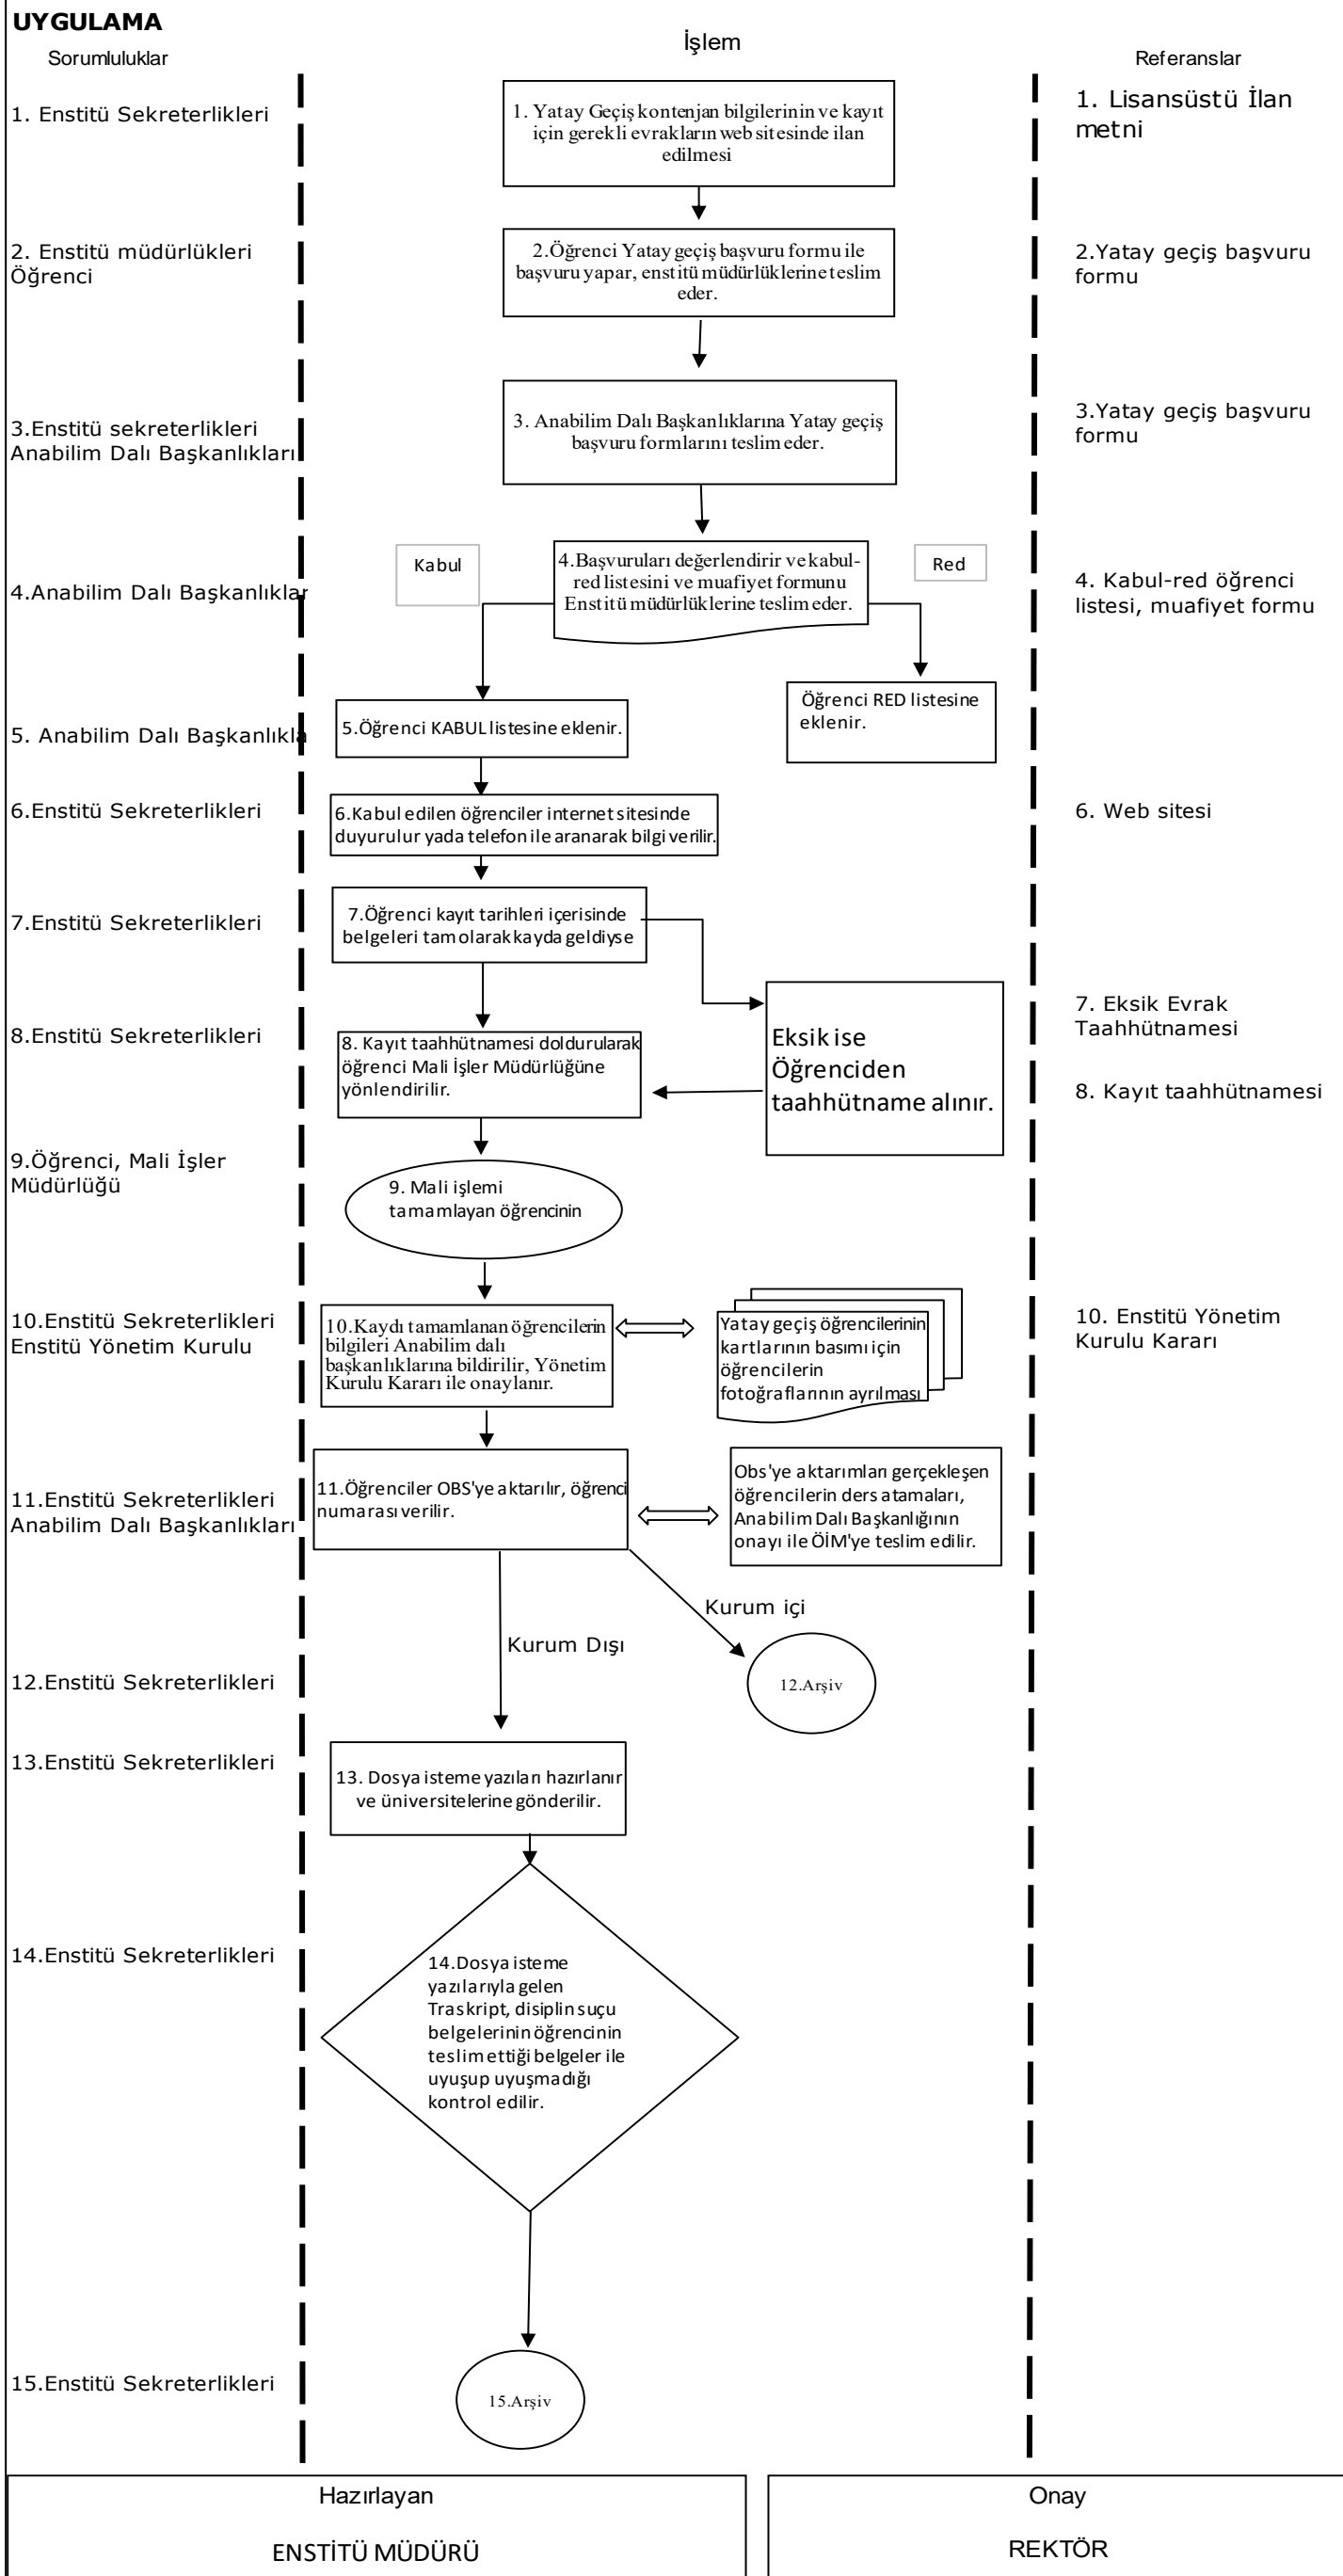 UYGULAMA
Sorumluluklar
İşlem
Referanslar
1. Enstitü Sekreterlikleri
1. Yatay Geçiş kontenjan bilgilerinin ve kayıt
için gerekli evrakların web sitesinde ilan
edilmesi
1. Lisansüstü İlan
metni
2. Enstitü müdürlükleri
Öğrenci
2.Öğrenci Yatay geçiş başvuru formu ile
başvuru yapar, enstitü müdürlüklerine teslim
eder.
2.Yatay geçiş başvuru
formu
3.Enstitü sekreterlikleri
Anabilim Dalı Başkanlıkları
3. Anabilim Dalı Başkanlıklarına Yatay geçiş
başvuru formlarını teslim eder.
3.Yatay geçiş başvuru
formu
Kabul
4.Başvuruları değerlendirir ve kabul-
red listesini ve muafiyet formunu
Enstitü müdürlüklerine teslim eder.
Red
4.Anabilim Dalı Başkanlıklar
4. Kabul-red öğrenci
listesi, muafiyet formu
5. Anabilim Dalı Başkanlıkla
5.Öğrenci KABUL listesine eklenir.
Öğrenci RED listesine
eklenir.
6.Enstitü Sekreterlikleri
6.Kabul edilen öğrenciler internet sitesinde
duyurulur yada telefon ile aranarak bilgi verilir.
6. Web sitesi
7.Enstitü Sekreterlikleri
7.Öğrenci kayıt tarihleri içerisinde
belgeleri tam olarak kayda geldiyse
7. Eksik Evrak
Taahhütnamesi
8.Enstitü Sekreterlikleri
8. Kayıt taahhütnamesi doldurularak
öğrenci Mali İşler Müdürlüğüne
yönlendirilir.
Eksik ise
Öğrenciden
taahhütname alınır.
8. Kayıt taahhütnamesi
9.Öğrenci, Mali İşler
Müdürlüğü
9. Mali işlemi
tamamlayan öğrencinin
10.Enstitü Sekreterlikleri
Enstitü Yönetim Kurulu
10.Kaydı tamamlanan öğrencilerin
bilgileri Anabilim dalı
başkanlıklarına bildirilir, Yönetim
Kurulu Kararı ile onaylanır.
Yatay geçiş öğrencilerinin
kartlarının basımı için
öğrencilerin
fotoğraflarının ayrılması
10. Enstitü Yönetim
Kurulu Kararı
11.Enstitü Sekreterlikleri
Anabilim Dalı Başkanlıkları
11.Öğrenciler OBS'ye aktarılır, öğrenci
numarası verilir.
Obs'ye aktarımları gerçekleşen
öğrencilerin ders atamaları,
Anabilim Dalı Başkanlığının
onayı ile ÖİM'ye teslim edilir.
Kurum içi
Kurum Dışı
12.Enstitü Sekreterlikleri
12.Arşiv
13.Enstitü Sekreterlikleri
13. Dosya isteme yazıları hazırlanır
ve üniversitelerine gönderilir.
14.Enstitü Sekreterlikleri
14.Dosya isteme
yazılarıyla gelen
Traskript, disiplin suçu
belgelerinin öğrencinin
teslim ettiği belgeler ile
uyuşup uyuşmadığı
kontrol edilir.
15.Enstitü Sekreterlikleri
15.Arşiv
Hazırlayan
ENSTİTÜ MÜDÜRÜ
Onay
REKTÖR